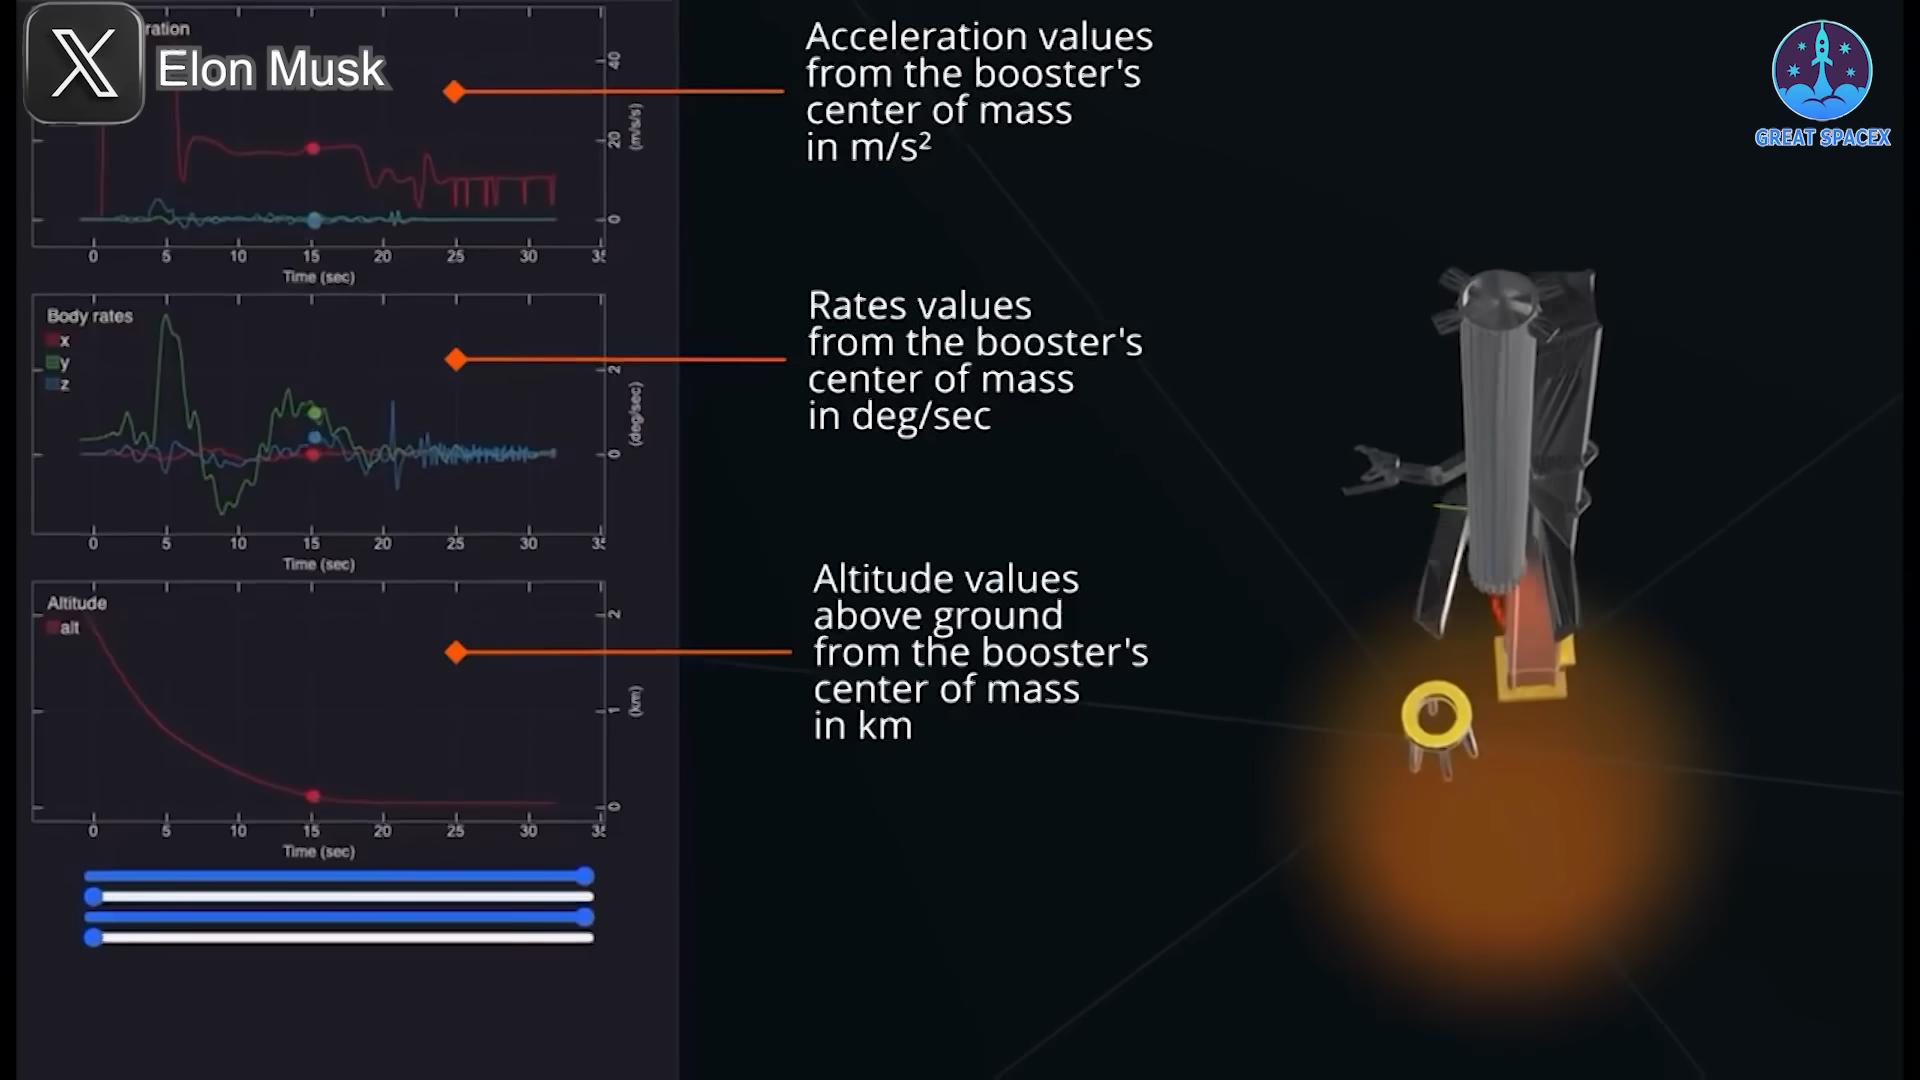 ration
X
Elon Musk
40
20
0
(m/s/s)
0 5 10 15 20 25 30 35
Time (sec)
Acceleration values
from the booster's
center of mass
in m/s²
GREAT SPACEX
Body rates
x
y
z
2
0
(deg/sec)
0 5 10 15 20 25 30 35
Time (sec)
Rates values
from the booster's
center of mass
in deg/sec
Altitude
alt
2
1
0
(km)
0 5 10 15 20 25 30 35
Time (sec)
Altitude values
above ground
from the booster's
center of mass
in km